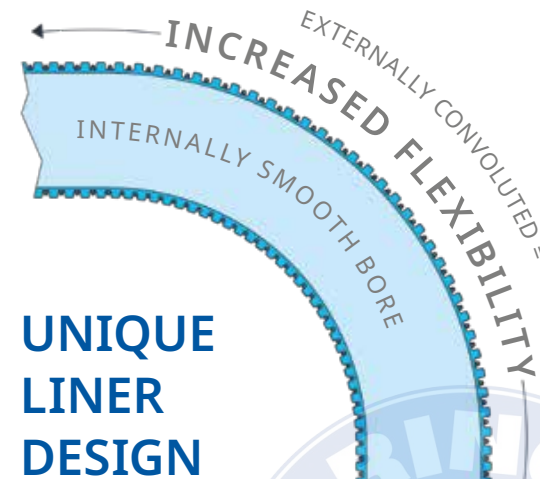 EXTERNALLY CONVOLUTED =
INCREASED FLEXIBILITY
INTERNALLY SMOOTH BORE
UNIQUE
LINER
DESIGN